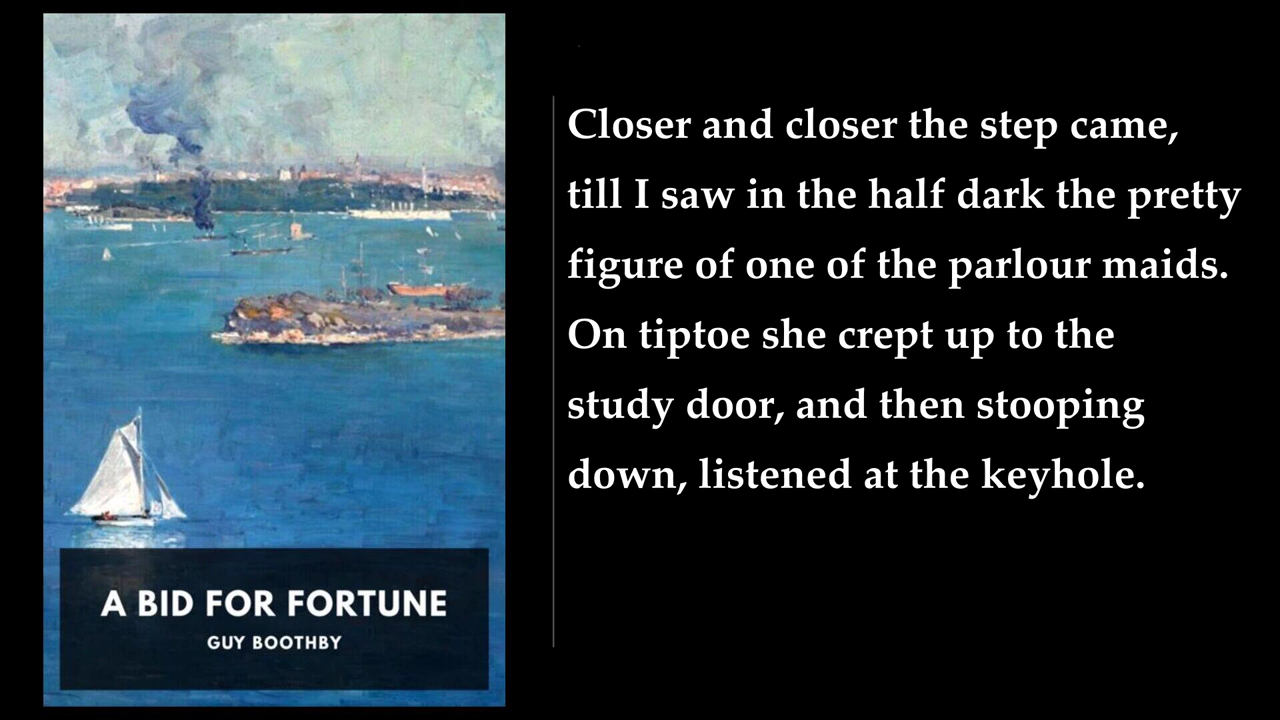 Closer and closer the step came,
till I saw in the half dark the pretty
figure of one of the parlour maids.
On tiptoe she crept up to the
study door, and then stooping
down, listened at the keyhole.
A BID FOR FORTUNE
GUY BOOTHBY